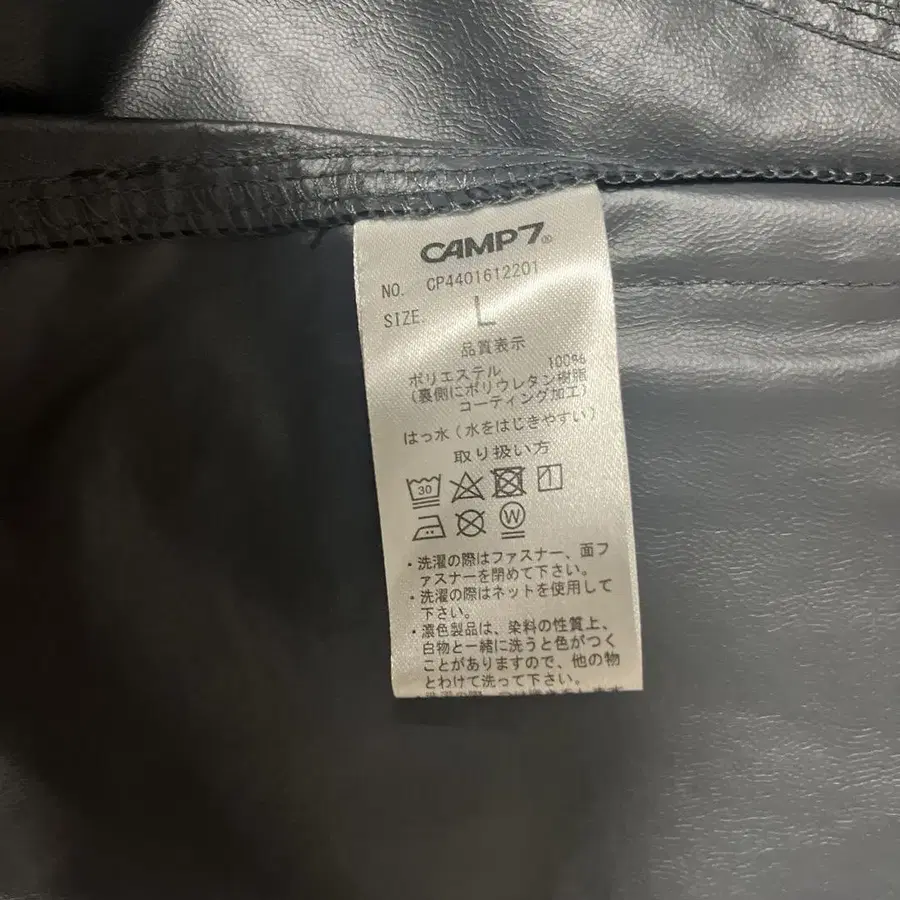 CAMP7®
NO. CP4401612201
SIZE. L
品質表示
ポリエステル 100%
(裏側にポリウレタン樹脂
コーティング加工)
はっ水(水をはじきやすい)
取り扱い方
30
W
・洗濯の際はファスナー、面フ
ァスナーを閉めて下さい。
・洗濯の際はネットを使用して
下さい。
・濃色製品は、染料の性質上、
白物と一緒に洗うと色がつく
ことがありますので、他の物
とわけて洗って下さい。